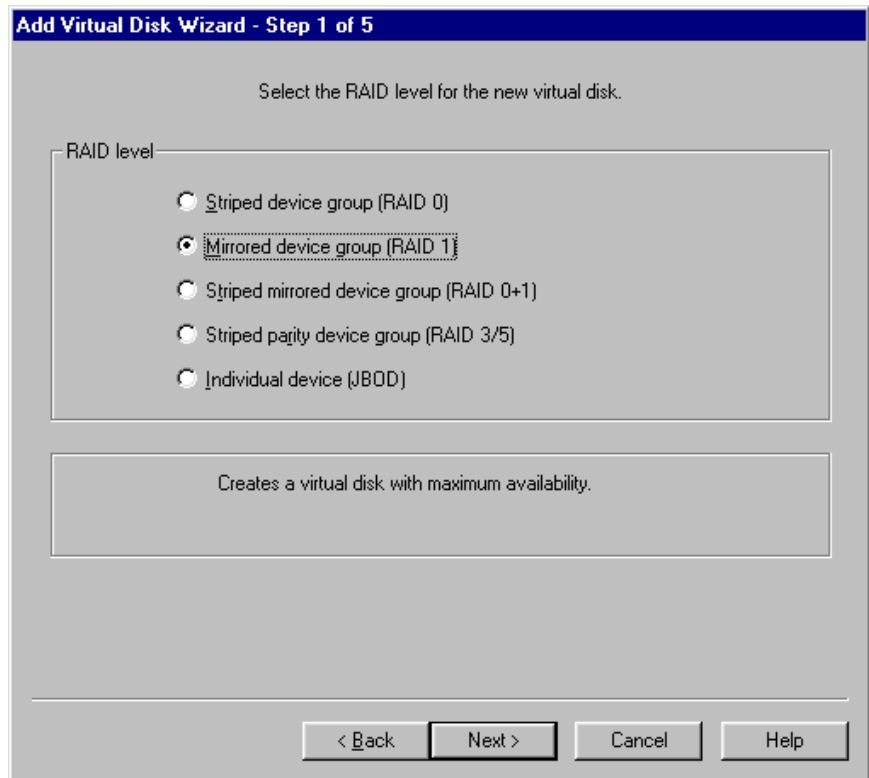 Add Virtual Disk Wizard - Step 1 of 5
Select the RAID level for the new virtual disk.
RAID level
Striped device group (RAID 0)
Mirrored device group (RAID 1)
Striped mirrored device group (RAID 0+1)
Striped parity device group (RAID 3/5)
Individual device (JBOD)
Creates a virtual disk with maximum availability.
< Back Next > Cancel Help